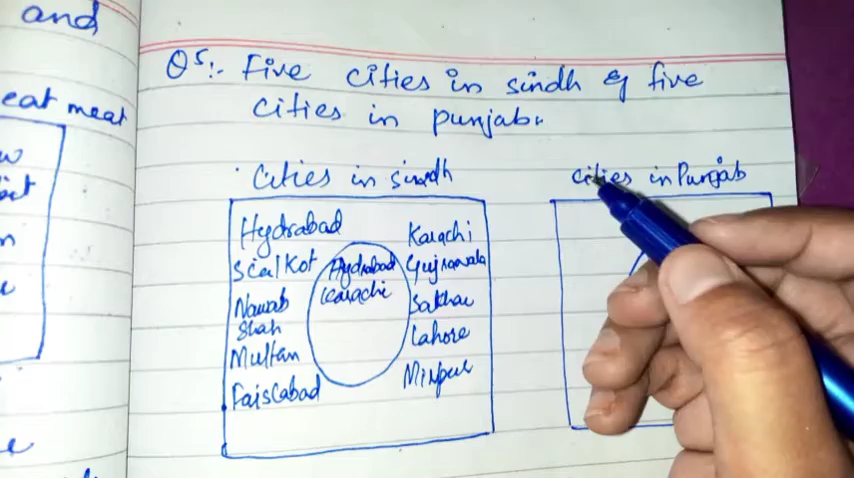 and
eat meat
Q5:- Five cities in sindh & five
cities in punjab.
Cities in sindh
Hydrabad
Sialkot
Nawab
Shah
Multan
Faislabad
Hydrabad
Karachi
Karachi
Gujranwala
Sakhar
Lahore
Mirpur
Cities in Punjab